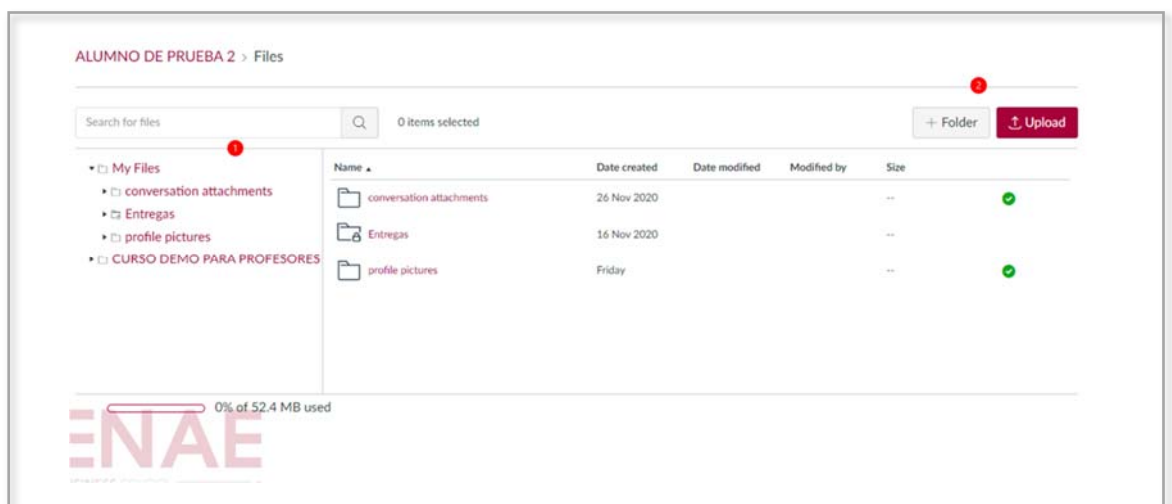 ALUMNO DE PRUEBA 2 > Files
2
Search for files
0 items selected
+ Folder
Upload
1
My Files
conversation attachments
Entregas
profile pictures
CURSO DEMO PARA PROFESORES
Name Date created Date modified Modified by Size
conversation attachments 26 Nov 2020 --
Entregas 16 Nov 2020 --
profile pictures Friday --
0% of 52.4 MB used
ENAE